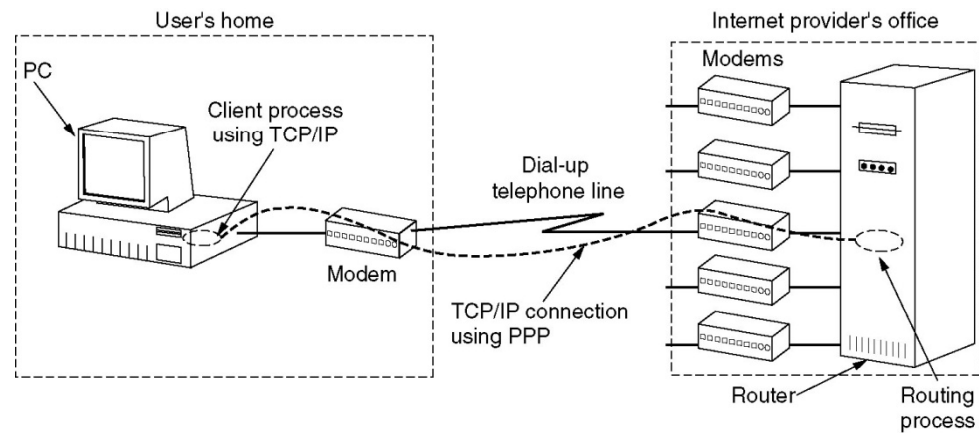 User's home
Internet provider's office
PC
Modems
Client process
using TCP/IP
Dial-up
telephone line
Modem
TCP/IP connection
using PPP
Router
Routing
process